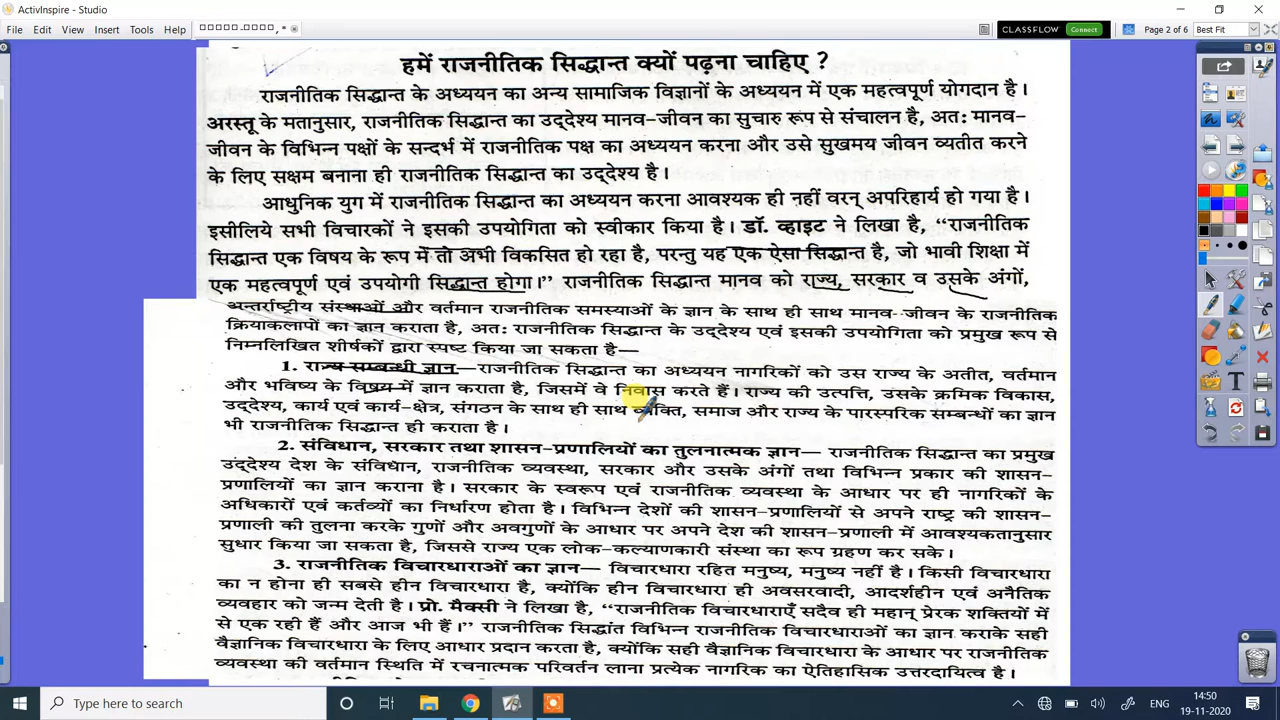 ActivInspire - Studio
File Edit View Insert Tools Help
CLASSFLOW Connect
Page 2 of 6
Best Fit
हमें राजनीतिक सिद्धान्त क्यों पढ़ना चाहिए ?
राजनीतिक सिद्धान्त के अध्ययन का अन्य सामाजिक विज्ञानों के अध्ययन में एक महत्वपूर्ण योगदान है।
अरस्तू के मतानुसार, राजनीतिक सिद्धान्त का उद्देश्य मानव-जीवन का सुचारु रूप से संचालन है, अतः मानव-
जीवन के विभिन्न पक्षों के सन्दर्भ में राजनीतिक पक्ष का अध्ययन करना और उसे सुखमय जीवन व्यतीत करने
के लिए सक्षम बनाना ही राजनीतिक सिद्धान्त का उद्देश्य है।
आधुनिक युग में राजनीतिक सिद्धान्त का अध्ययन करना आवश्यक ही नहीं वरन् अपरिहार्य हो गया है।
इसीलिये सभी विचारकों ने इसकी उपयोगिता को स्वीकार किया है। डॉ. व्हाइट ने लिखा है, “राजनीतिक
सिद्धान्त एक विषय के रूप में तो अभी विकसित हो रहा है, परन्तु यह एक ऐसा सिद्धान्त है, जो भावी शिक्षा में
एक महत्वपूर्ण एवं उपयोगी सिद्धान्त होगा।” राजनीतिक सिद्धान्त मानव को राज्य, सरकार व उसके अंगों,
अन्तर्राष्ट्रीय संस्थाओं और वर्तमान राजनीतिक समस्याओं के ज्ञान के साथ ही साथ मानव-जीवन के राजनीतिक
क्रियाकलापों का ज्ञान कराता है, अतः राजनीतिक सिद्धान्त के उद्देश्य एवं इसकी उपयोगिता को प्रमुख रूप से
निम्नलिखित शीर्षकों द्वारा स्पष्ट किया जा सकता है—
1. राज्य सम्बन्धी ज्ञान—राजनीतिक सिद्धान्त का अध्ययन नागरिकों को उस राज्य के अतीत, वर्तमान
और भविष्य के विषय में ज्ञान कराता है, जिसमें वे निवास करते हैं। राज्य की उत्पत्ति, उसके क्रमिक विकास,
उद्देश्य, कार्य एवं कार्य-क्षेत्र, संगठन के साथ ही साथ व्यक्ति, समाज और राज्य के पारस्परिक सम्बन्धों का ज्ञान
भी राजनीतिक सिद्धान्त ही कराता है।
2. संविधान, सरकार तथा शासन-प्रणालियों का तुलनात्मक ज्ञान— राजनीतिक सिद्धान्त का प्रमुख
उद्देश्य देश के संविधान, राजनीतिक व्यवस्था, सरकार और उसके अंगों तथा विभिन्न प्रकार की शासन-
प्रणालियों का ज्ञान कराना है। सरकार के स्वरूप एवं राजनीतिक व्यवस्था के आधार पर ही नागरिकों के
अधिकारों एवं कर्तव्यों का निर्धारण होता है। विभिन्न देशों की शासन-प्रणालियों से अपने राष्ट्र की शासन-
प्रणाली की तुलना करके गुणों और अवगुणों के आधार पर अपने देश की शासन-प्रणाली में आवश्यकतानुसार
सुधार किया जा सकता है, जिससे राज्य एक लोक-कल्याणकारी संस्था का रूप ग्रहण कर सके।
3. राजनीतिक विचारधाराओं का ज्ञान— विचारधारा रहित मनुष्य, मनुष्य नहीं है। किसी विचारधारा
का न होना ही सबसे हीन विचारधारा है, क्योंकि हीन विचारधारा ही अवसरवादी, आदर्शहीन एवं अनैतिक
व्यवहार को जन्म देती है। प्रो. मैक्सी ने लिखा है, “राजनीतिक विचारधाराएँ सदैव ही महान् प्रेरक शक्तियों में
से एक रही हैं और आज भी हैं।” राजनीतिक सिद्धांत विभिन्न राजनीतिक विचारधाराओं का ज्ञान कराके सही
वैज्ञानिक विचारधारा के लिए आधार प्रदान करता है, क्योंकि सही वैज्ञानिक विचारधारा के आधार पर राजनीतिक
व्यवस्था की वर्तमान स्थिति में रचनात्मक परिवर्तन लाना प्रत्येक नागरिक का ऐतिहासिक उत्तरदायित्व है।
Type here to search
ENG
14:50
19-11-2020